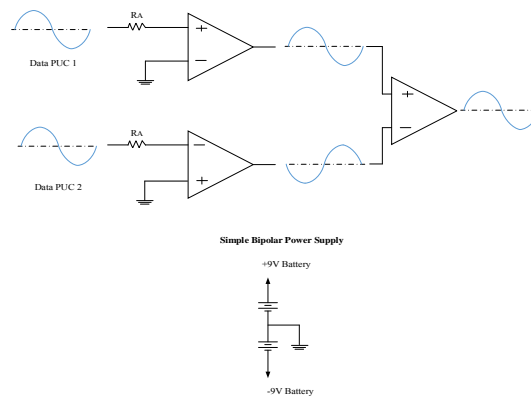 RA
+
−
Data PUC 1
+
−
RA
−
+
Data PUC 2
Simple Bipolar Power Supply
+9V Battery
-9V Battery